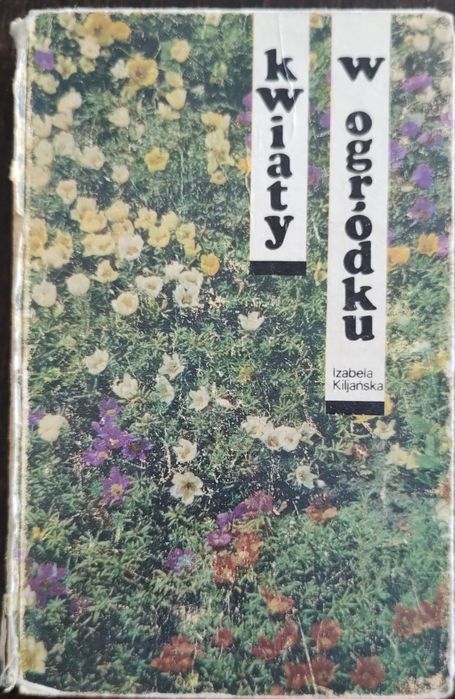 kwiaty
w ogródku
Izabela
Kiljańska